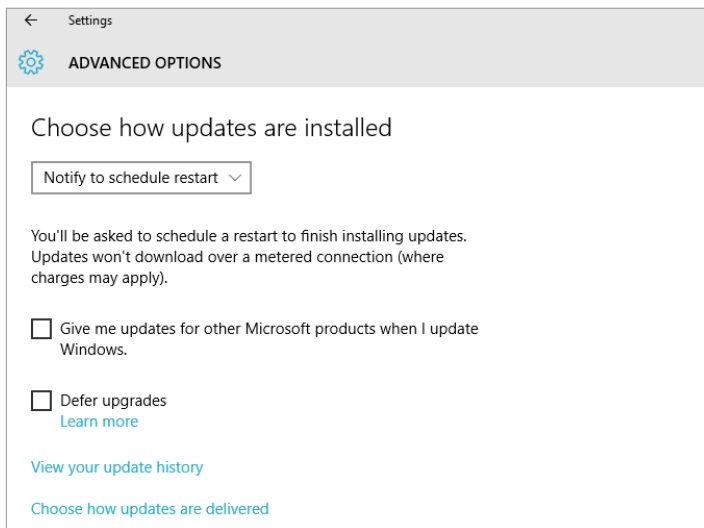 Settings
ADVANCED OPTIONS
Choose how updates are installed
Notify to schedule restart
You'll be asked to schedule a restart to finish installing updates.
Updates won't download over a metered connection (where
charges may apply).
Give me updates for other Microsoft products when I update
Windows.
Defer upgrades
Learn more
View your update history
Choose how updates are delivered